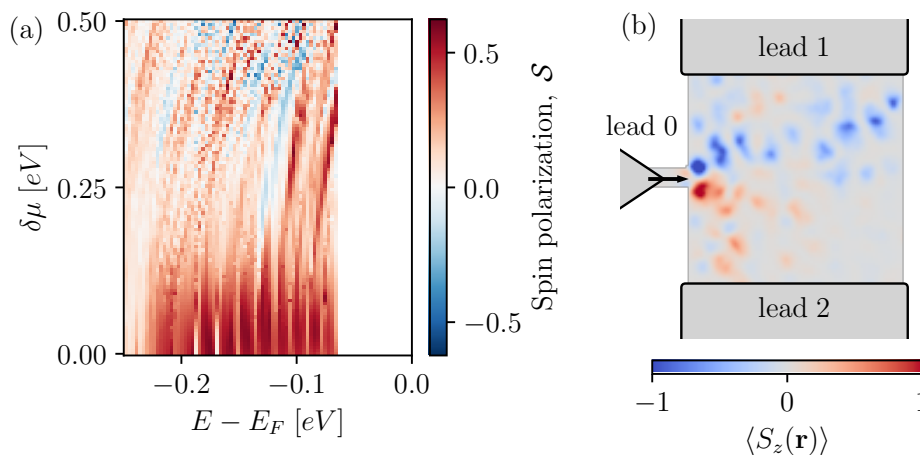 (a)
0.50
0.25
0.00
δμ [eV]
−0.2
−0.1
0.0
E − E_F [eV]
0.5
0.0
−0.5
Spin polarization, 𝒮
(b)
lead 1
lead 0
lead 2
−1
0
1
⟨S_z(r)⟩